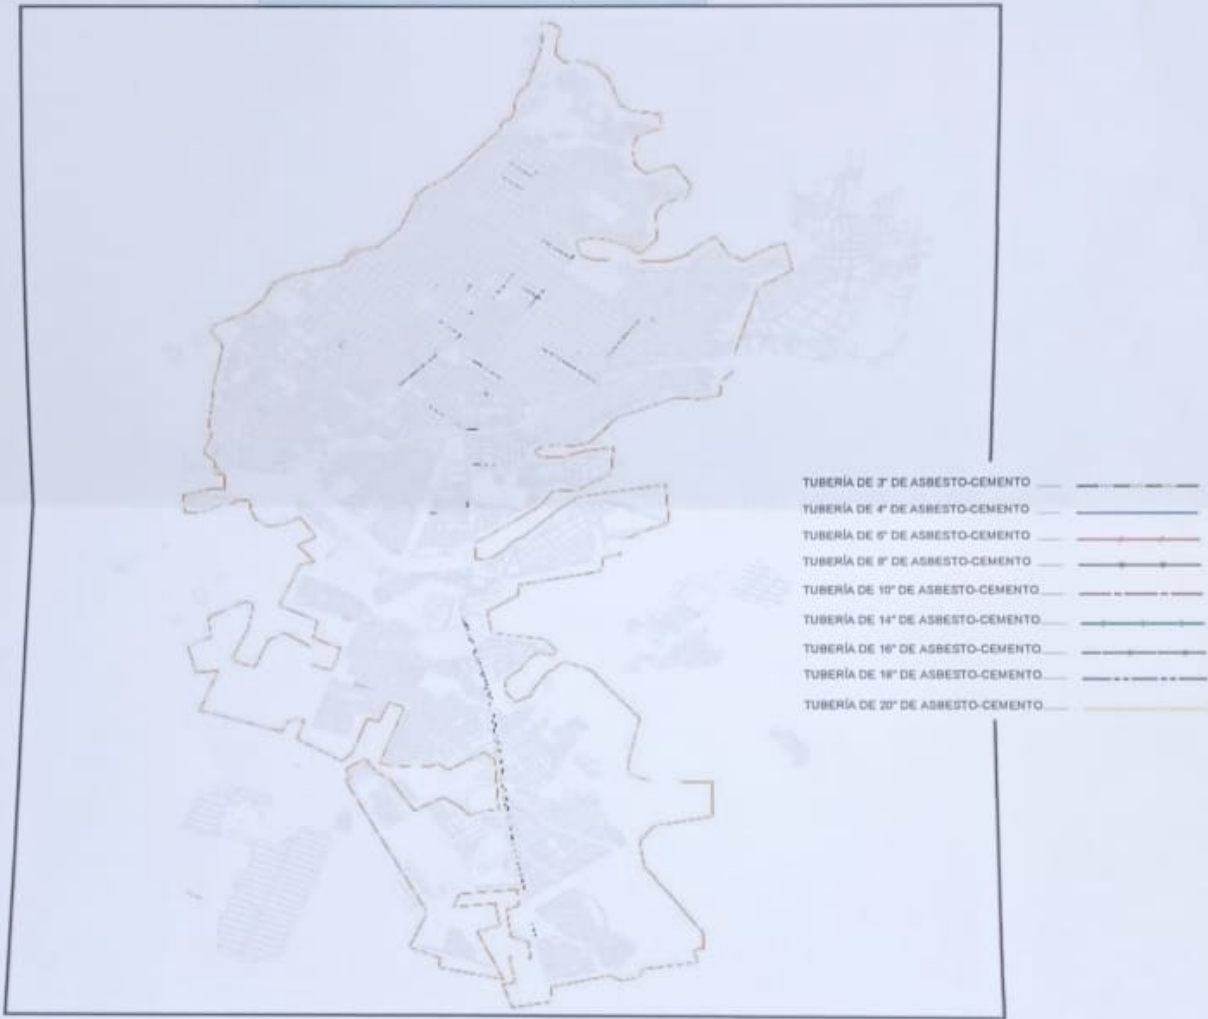 TUBERÍA DE 3" DE ASBESTO-CEMENTO
TUBERÍA DE 4" DE ASBESTO-CEMENTO
TUBERÍA DE 6" DE ASBESTO-CEMENTO
TUBERÍA DE 8" DE ASBESTO-CEMENTO
TUBERÍA DE 10" DE ASBESTO-CEMENTO
TUBERÍA DE 14" DE ASBESTO-CEMENTO
TUBERÍA DE 16" DE ASBESTO-CEMENTO
TUBERÍA DE 18" DE ASBESTO-CEMENTO
TUBERÍA DE 20" DE ASBESTO-CEMENTO